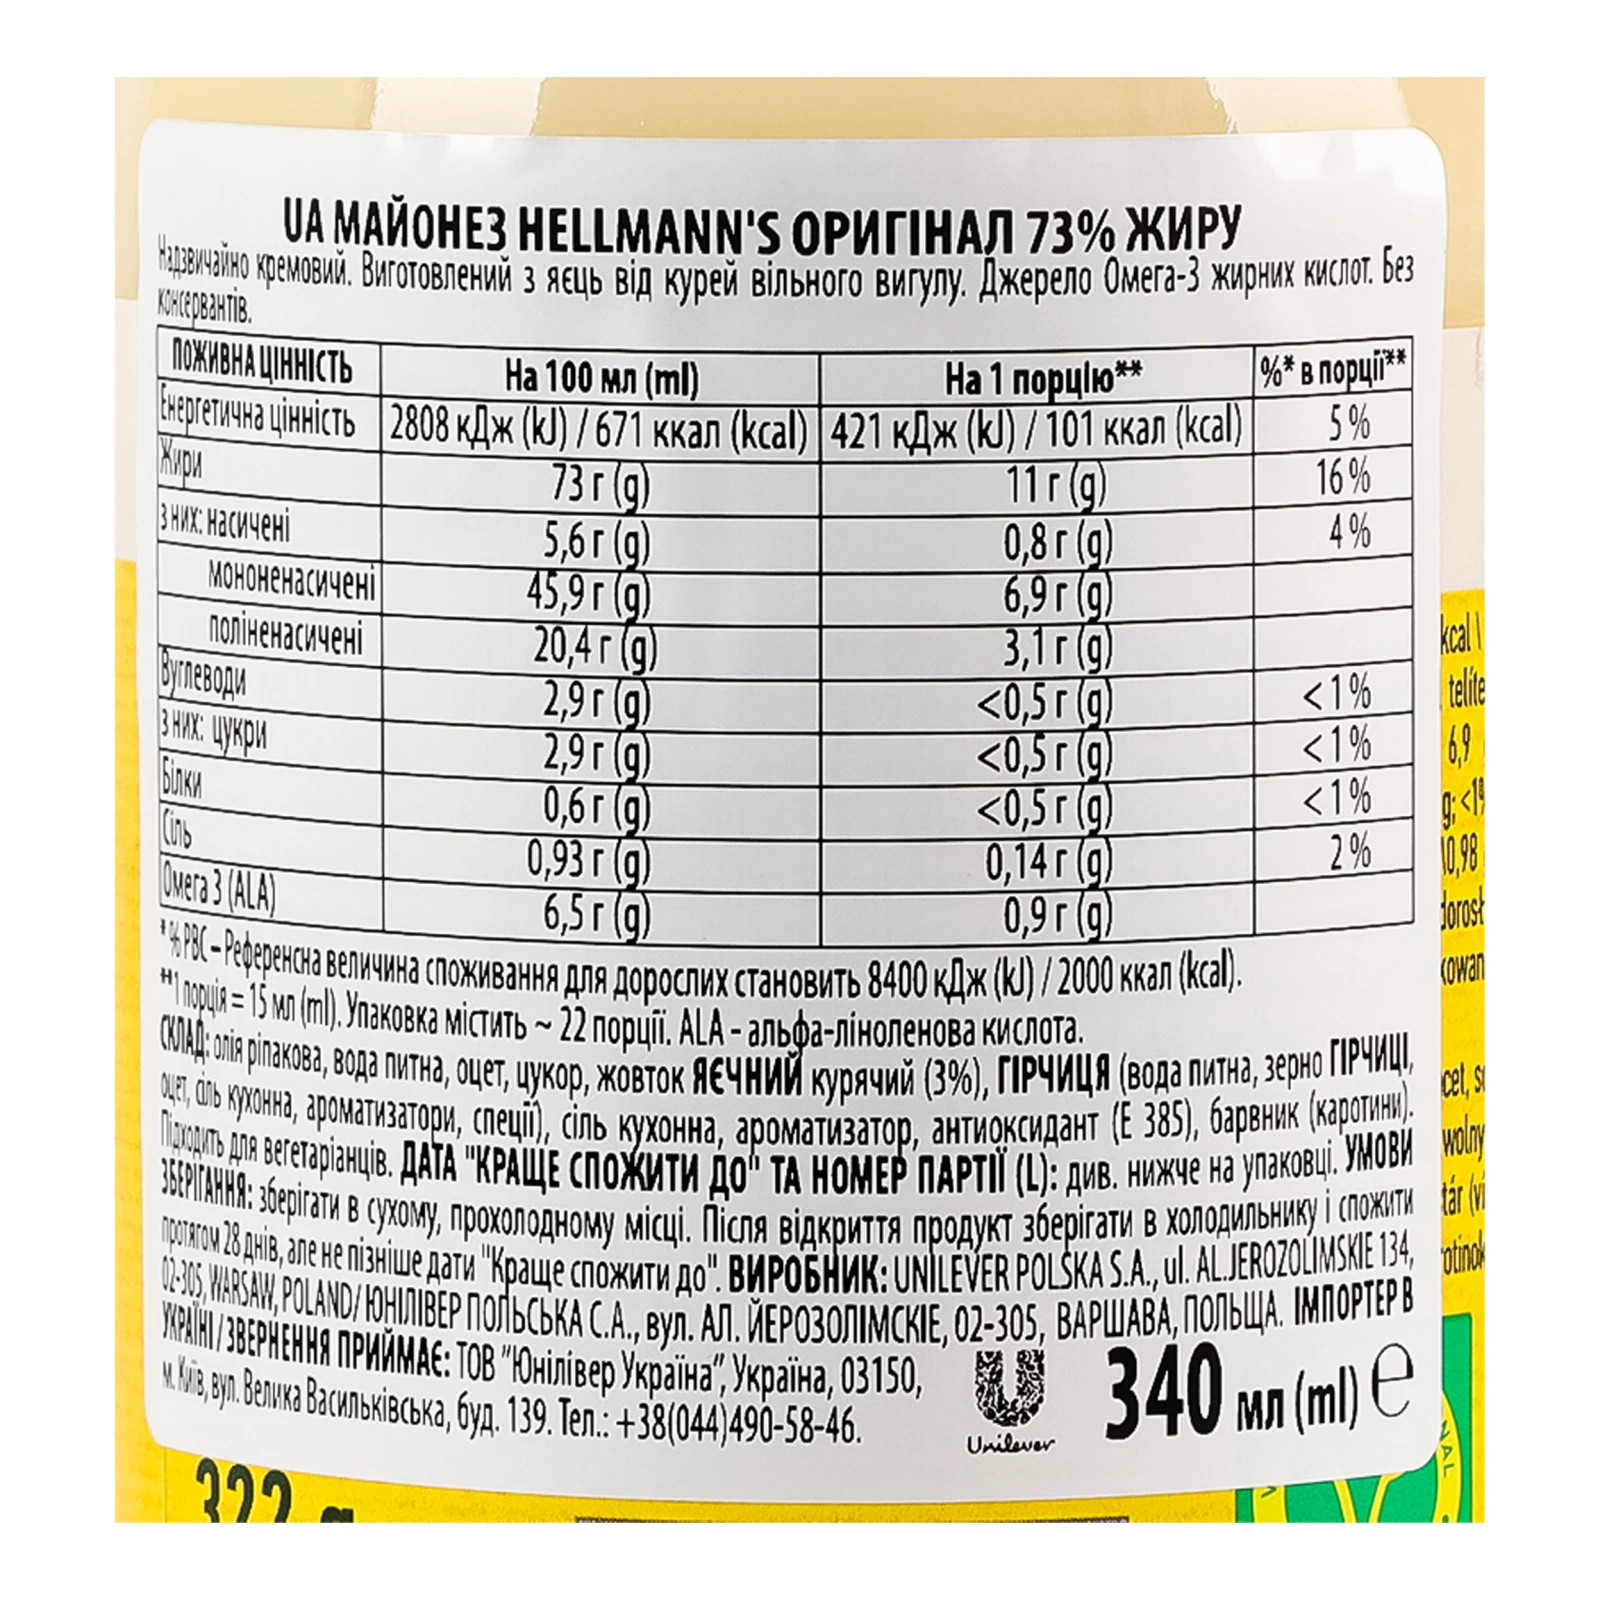 UA МАЙОНЕЗ HELLMANN'S ОРИГІНАЛ 73% ЖИРУ
Надзвичайно кремовий. Виготовлений з яєць від курей вільного вигулу. Джерело Омега-3 жирних кислот. Без
консервантів.
ПОЖИВНА ЦІННІСТЬ На 100 мл (ml) На 1 порцію** %* в порції**
Енергетична цінність 2808 кДж (kJ) / 671 ккал (kcal) 421 кДж (kJ) / 101 ккал (kcal) 5 %
Жири 73 г (g) 11 г (g) 16 %
з них: насичені 5,6 г (g) 0,8 г (g) 4 %
мононенасичені 45,9 г (g) 6,9 г (g)
поліненасичені 20,4 г (g) 3,1 г (g)
Вуглеводи 2,9 г (g) <0,5 г (g) <1%
з них: цукри 2,9 г (g) <0,5 г (g) <1%
Білки 0,6 г (g) <0,5 г (g) <1%
Сіль 0,93 г (g) 0,14 г (g) 2%
Омега 3 (ALA) 6,5 г (g) 0,9 г (g)
* % РВС – Референсна величина споживання для дорослих становить 8400 кДж (kJ) / 2000 ккал (kcal).
**1 порція = 15 мл (ml). Упаковка містить ~ 22 порції. ALA - альфа-ліноленова кислота.
СКЛАД: олія ріпакова, вода питна, оцет, цукор, жовток ЯЄЧНИЙ курячий (3%), ГІРЧИЦЯ (вода питна, зерно ГІРЧИЦІ,
оцет, сіль кухонна, ароматизатори, спеції), сіль кухонна, ароматизатор, антиоксидант (Е 385), барвник (каротини).
Підходить для вегетаріанців. ДАТА "КРАЩЕ СПОЖИТИ ДО" ТА НОМЕР ПАРТІЇ (L): див. нижче на упаковці. УМОВИ
ЗБЕРІГАННЯ: зберігати в сухому, прохолодному місці. Після відкриття продукт зберігати в холодильнику і спожити
протягом 28 днів, але не пізніше дати "Краще спожити до". ВИРОБНИК: UNILEVER POLSKA S.A., ul. AL.JEROZOLIMSKIE 134,
02-305, WARSAW, POLAND/ ЮНІЛІВЕР ПОЛЬСЬКА С.А., вул. АЛ. ЙЕРОЗОЛІМСКІЕ, 02-305, ВАРШАВА, ПОЛЬЩА. ІМПОРТЕР В
УКРАЇНІ / ЗВЕРНЕННЯ ПРИЙМАЄ: ТОВ "Юнілівер Україна", Україна, 03150,
м. Київ, вул. Велика Васильківська, буд. 139. Тел.: +38(044)490-58-46.
Unilever
340 мл (ml) ℮
kcal \
6,9
g; <1%
\0,98
322 g